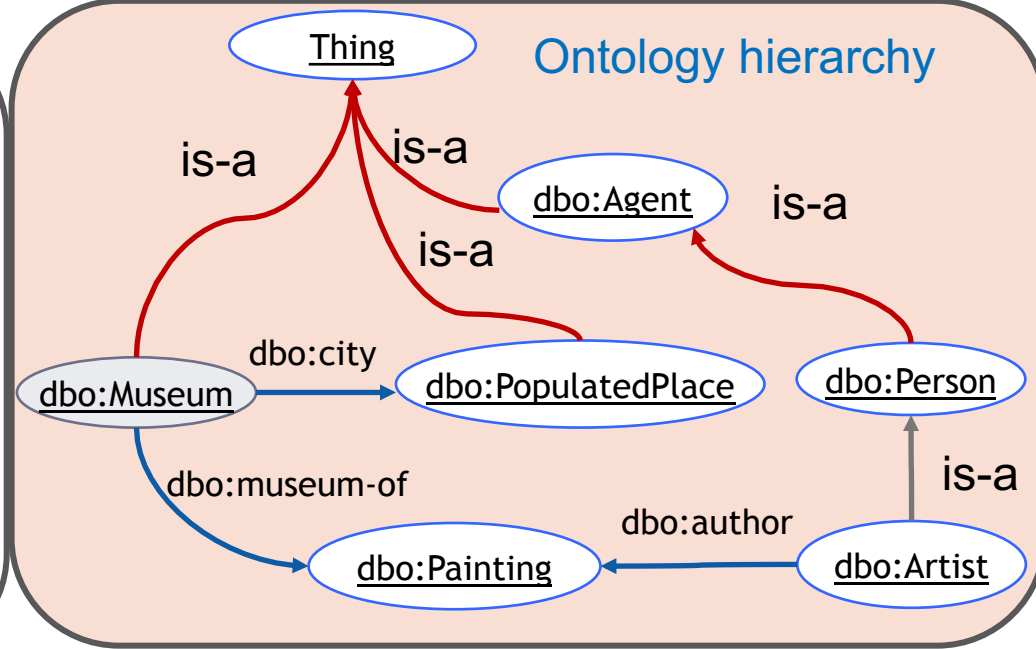 Thing
Ontology hierarchy
is-a
is-a
dbo:Agent
is-a
is-a
dbo:city
dbo:Museum
dbo:PopulatedPlace
dbo:Person
dbo:museum-of
is-a
dbo:author
dbo:Painting
dbo:Artist